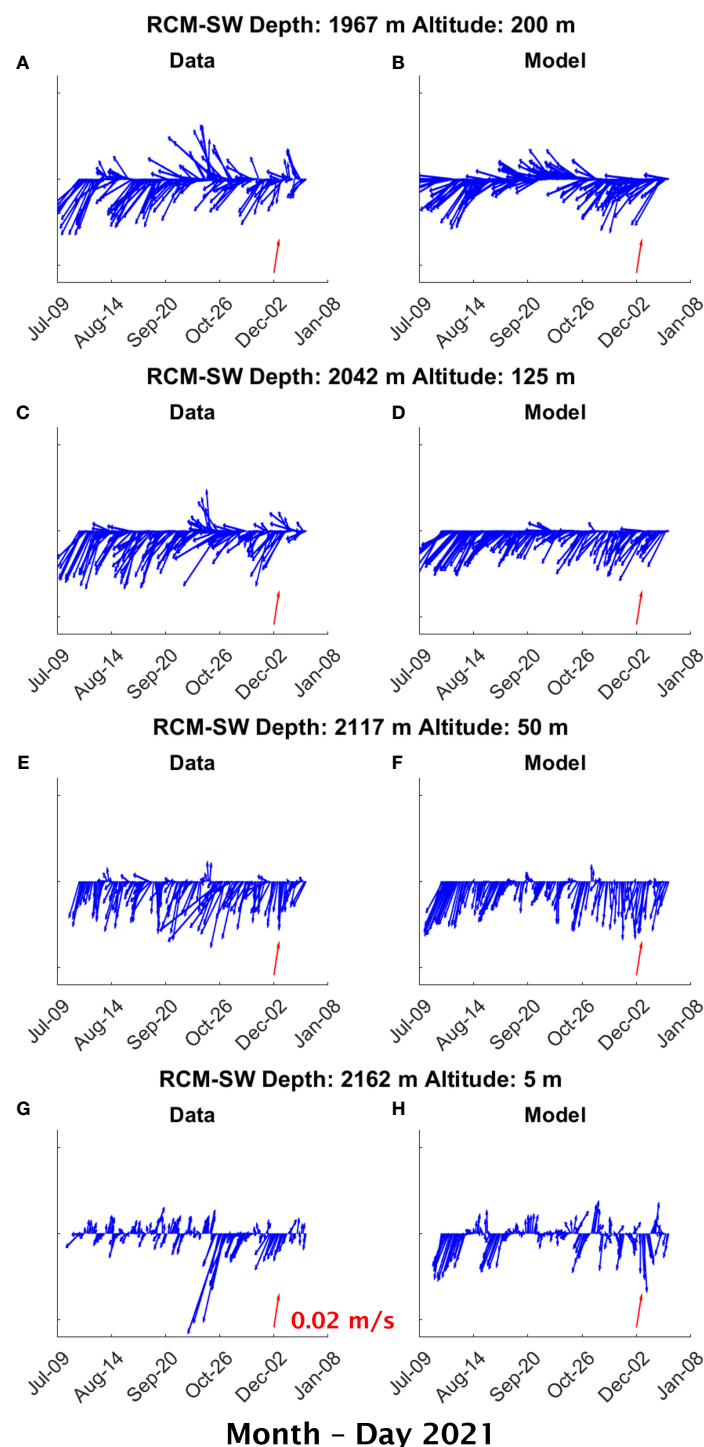 RCM-SW Depth: 1967 m Altitude: 200 m
A Data B Model
Jul-09 Aug-14 Sep-20 Oct-26 Dec-02 Jan-08 Jul-09 Aug-14 Sep-20 Oct-26 Dec-02 Jan-08
RCM-SW Depth: 2042 m Altitude: 125 m
C Data D Model
Jul-09 Aug-14 Sep-20 Oct-26 Dec-02 Jan-08 Jul-09 Aug-14 Sep-20 Oct-26 Dec-02 Jan-08
RCM-SW Depth: 2117 m Altitude: 50 m
E Data F Model
Jul-09 Aug-14 Sep-20 Oct-26 Dec-02 Jan-08 Jul-09 Aug-14 Sep-20 Oct-26 Dec-02 Jan-08
RCM-SW Depth: 2162 m Altitude: 5 m
G Data H Model
0.02 m/s
Jul-09 Aug-14 Sep-20 Oct-26 Dec-02 Jan-08 Jul-09 Aug-14 Sep-20 Oct-26 Dec-02 Jan-08
Month – Day 2021